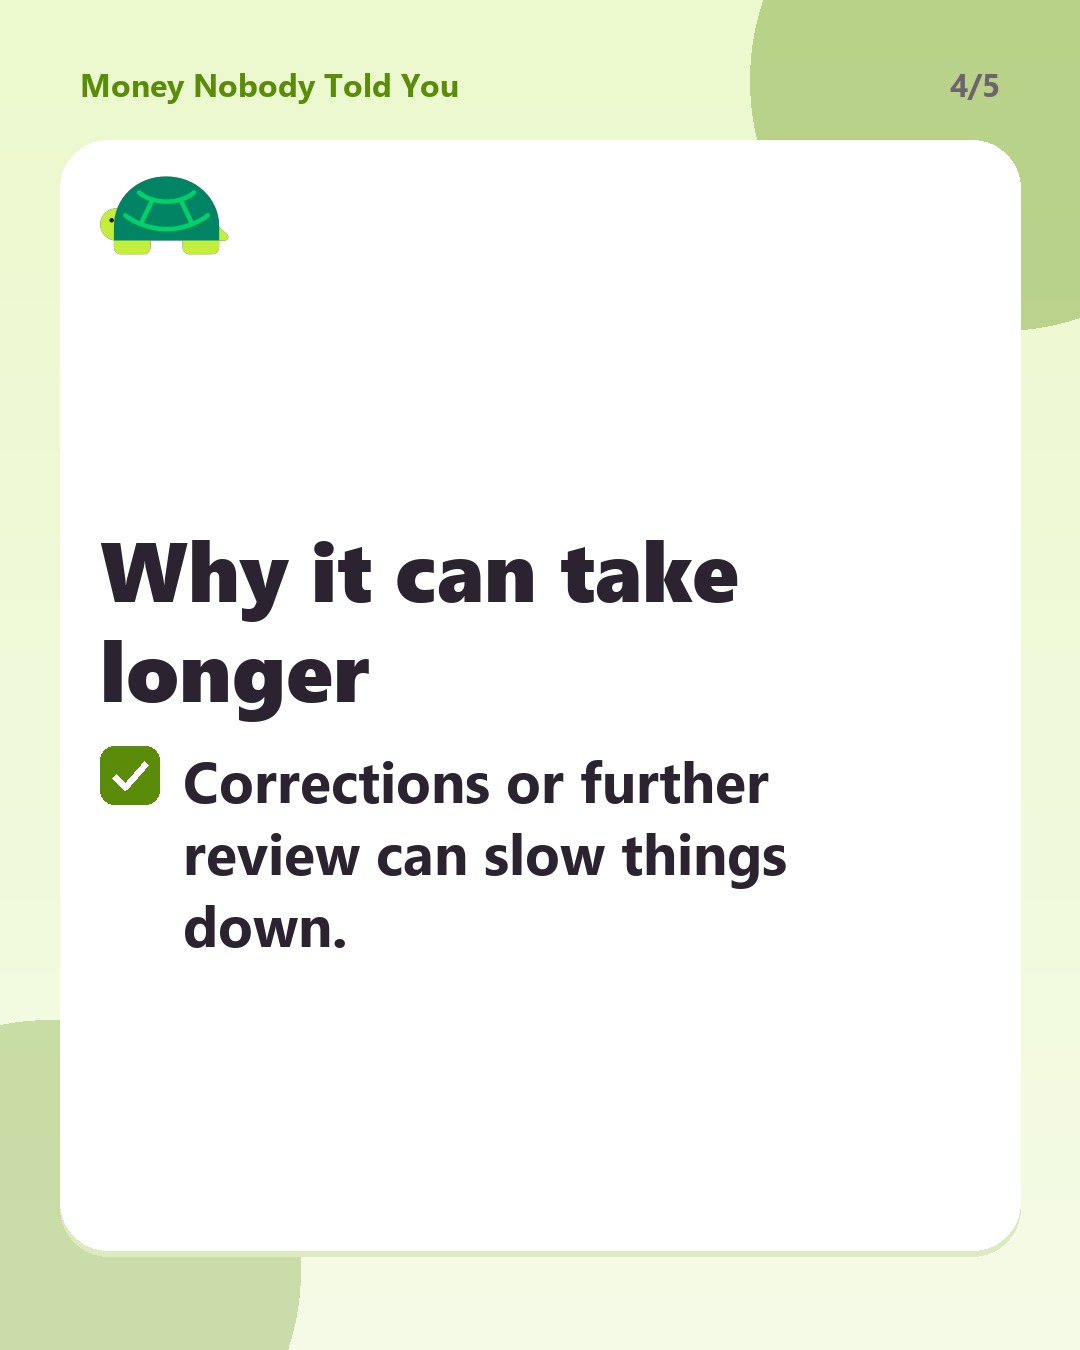 Money Nobody Told You
4/5
Why it can take
longer
Corrections or further
review can slow things
down.